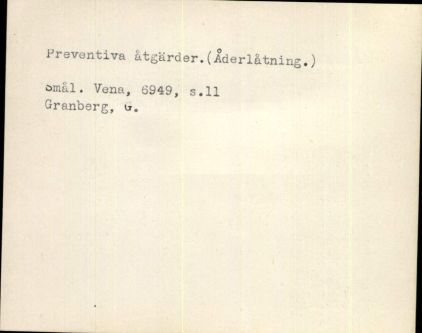 Preventiva åtgärder.(Åderlåtning.)
Smål. Vena, 6949, s.11
Granberg, G.